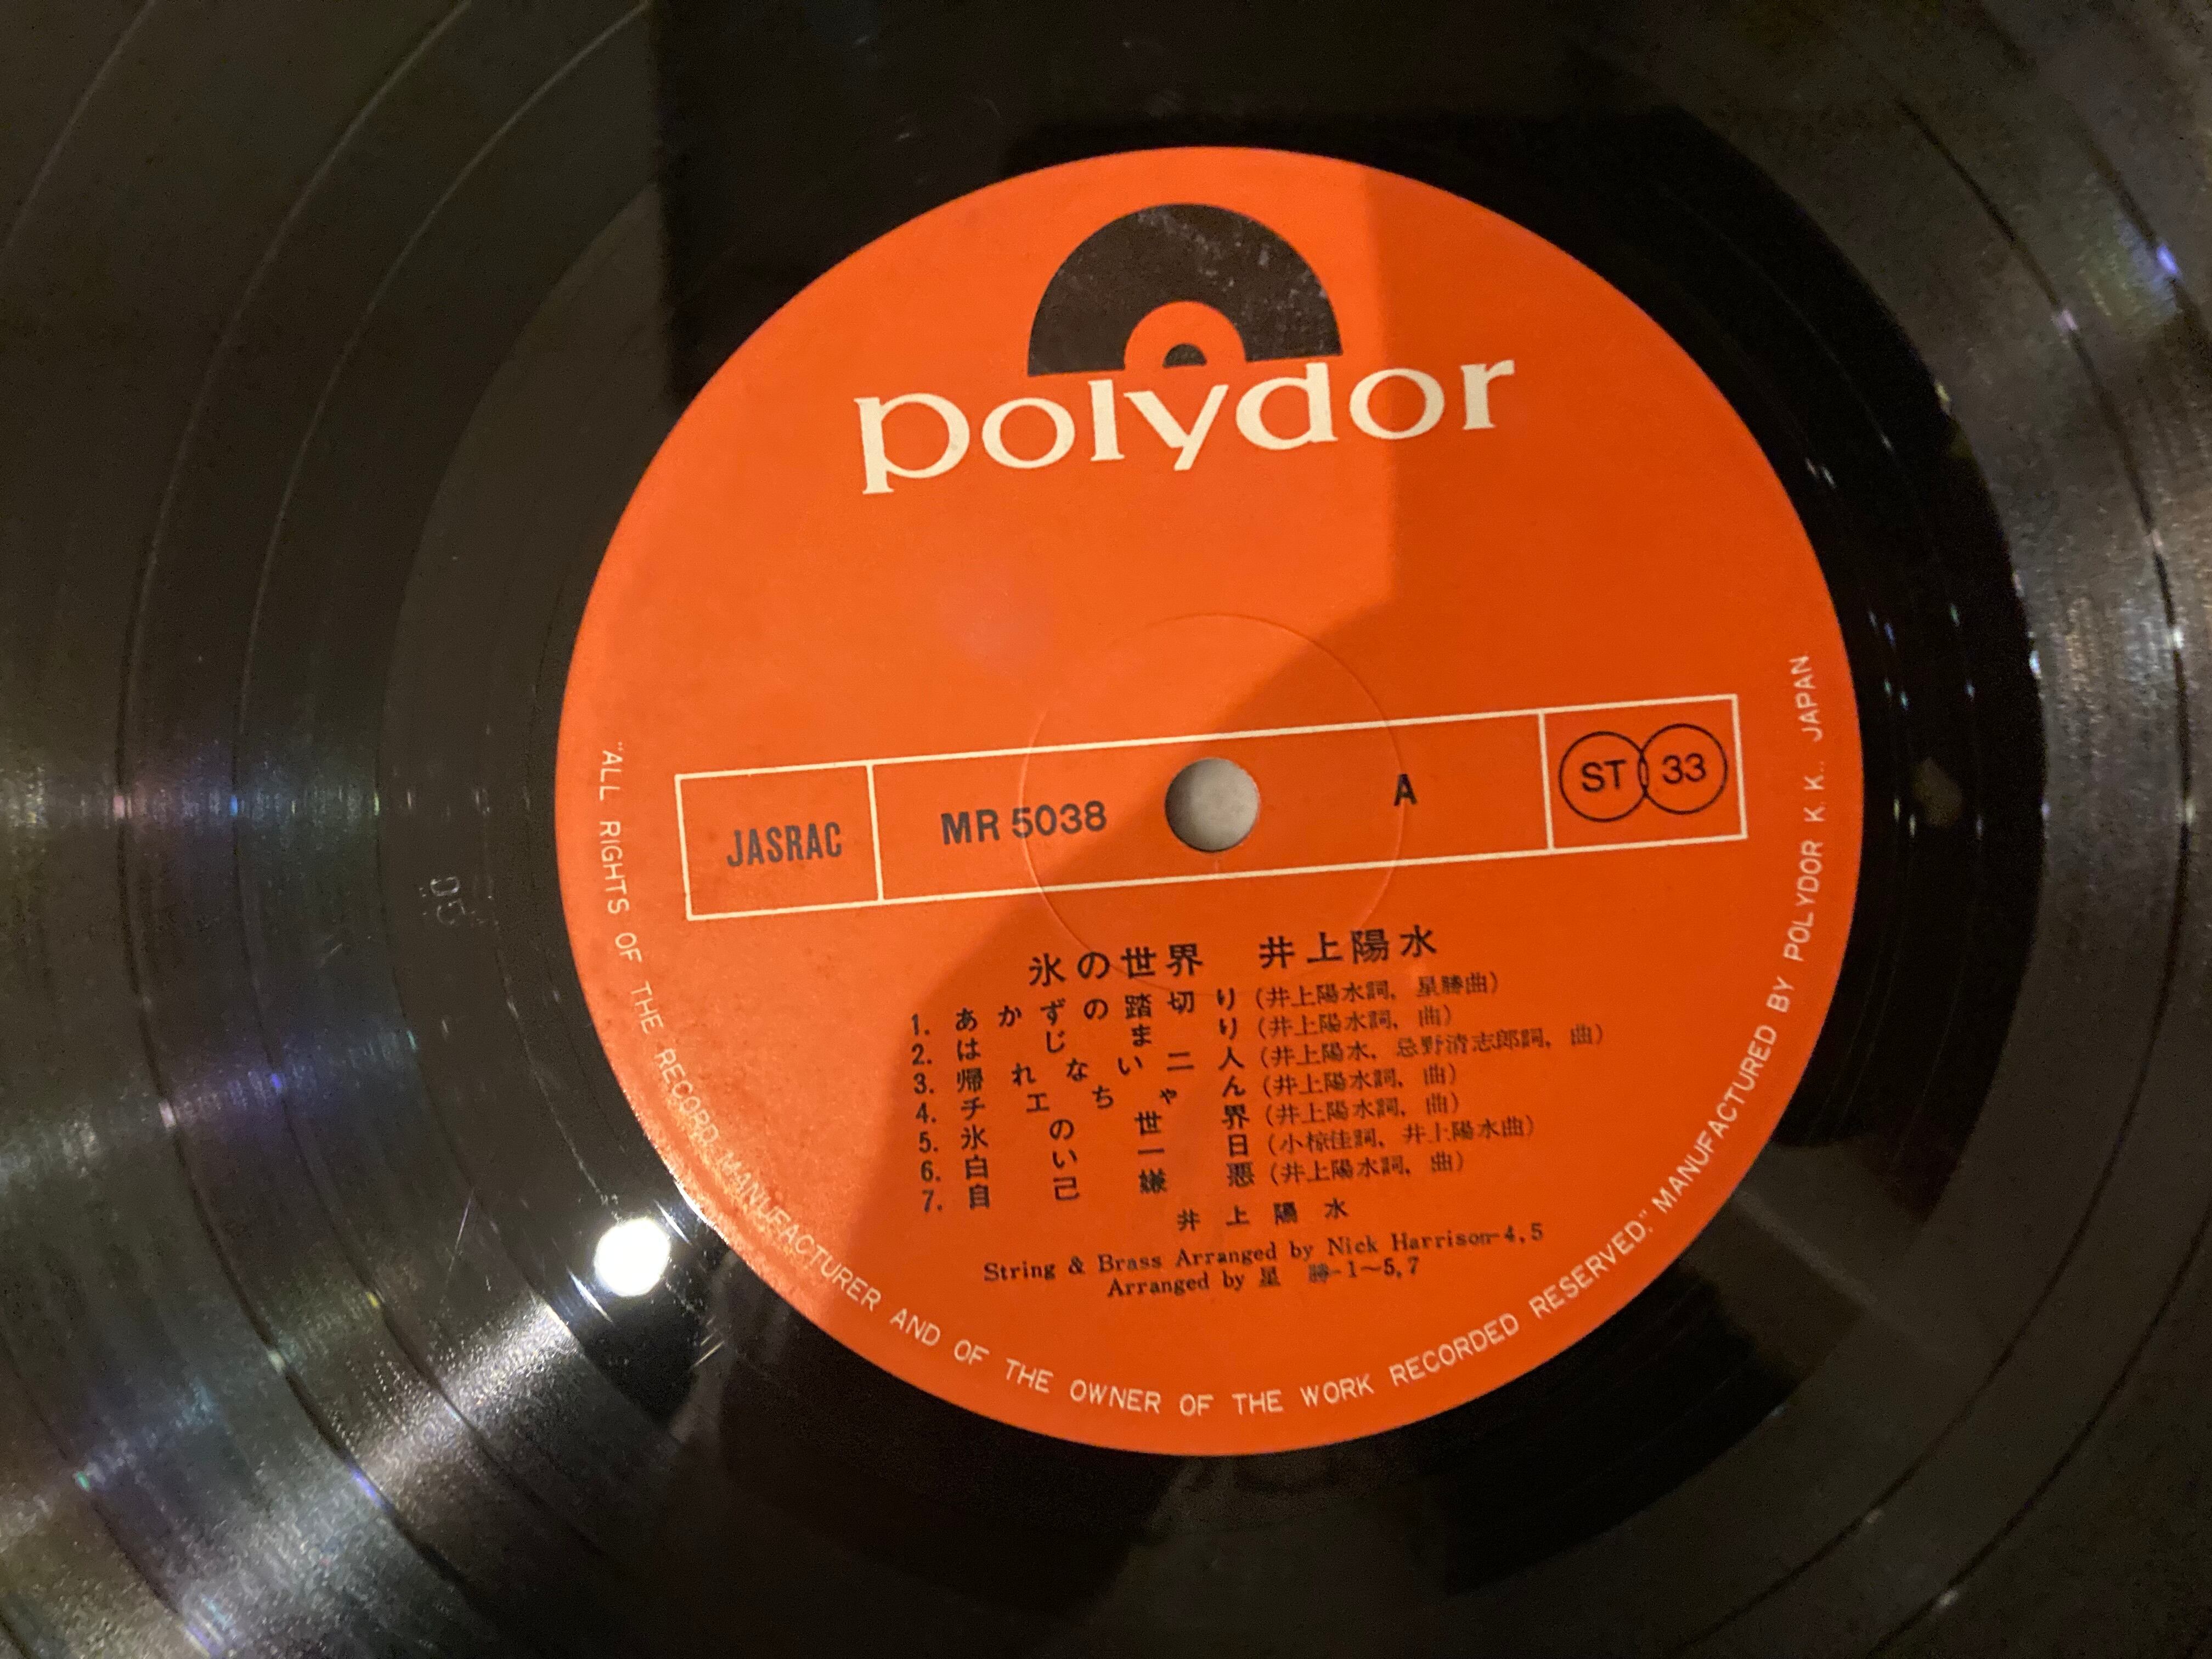 polydor
JASRAC MR 5038 A ST 33
氷の世界 井上陽水
1. あかずの踏切り (井上陽水詞, 星勝曲)
2. はじまり (井上陽水詞, 曲)
3. 帰れない二人 (井上陽水, 忌野清志郎詞, 曲)
4. チエちゃん (井上陽水詞, 曲)
5. 氷の世界 (井上陽水詞, 曲)
6. 白い一日 (小椋佳詞, 井上陽水曲)
7. 自己嫌悪 (井上陽水詞, 曲)
井上陽水
String & Brass Arranged by Nick Harrison-4, 5
Arranged by 星 勝-1~5, 7
"ALL RIGHTS OF THE RECORD MANUFACTURER AND OF THE OWNER OF THE WORK RECORDED RESERVED," MANUFACTURED BY POLYDOR K. K., JAPAN